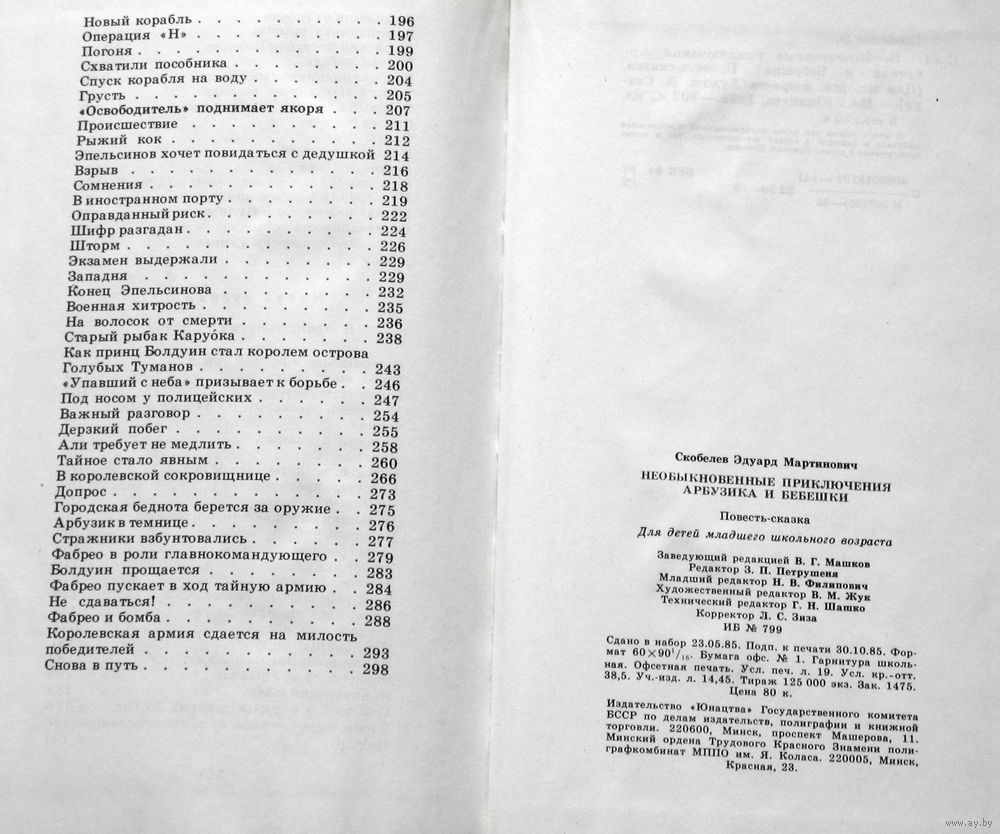 Новый корабль . . . . . . . . . 196
Операция «Н» . . . . . . . . . 197
Погоня . . . . . . . . . . . . 199
Схватили пособника . . . . . . . 200
Спуск корабля на воду . . . . . . 204
Грусть . . . . . . . . . . . . 205
«Освободитель» поднимает якоря . . . 207
Происшествие . . . . . . . . . 211
Рыжий кок . . . . . . . . . . 212
Эпельсинов хочет повидаться с дедушкой 214
Взрыв . . . . . . . . . . . . 216
Сомнения . . . . . . . . . . . 218
В иностранном порту . . . . . . . 219
Оправданный риск. . . . . . . . . 222
Шифр разгадан . . . . . . . . . 224
Шторм . . . . . . . . . . . . 226
Экзамен выдержали . . . . . . . 229
Западня . . . . . . . . . . . 229
Конец Эпельсинова . . . . . . . . 232
Военная хитрость . . . . . . . . 235
На волосок от смерти . . . . . . . 236
Старый рыбак Каруóка . . . . . . . 238
Как принц Болдуин стал королем острова
Голубых Туманов . . . . . . . . 243
«Упавший с неба» призывает к борьбе . . 246
Под носом у полицейских . . . . . . 247
Важный разговор . . . . . . . . . 254
Дерзкий побег . . . . . . . . . . 255
Али требует не медлить . . . . . . 258
Тайное стало явным . . . . . . . . 260
В королевской сокровищнице . . . . . 266
Допрос . . . . . . . . . . . . 273
Городская беднота берется за оружие . . 275
Арбузик в темнице . . . . . . . . 276
Стражники взбунтовались . . . . . . 277
Фабрео в роли главнокомандующего . . . 279
Болдуин прощается . . . . . . . . 283
Фабрео пускает в ход тайную армию . . . 284
Не сдаваться! . . . . . . . . . . 286
Фабрео и бомба . . . . . . . . . 288
Королевская армия сдается на милость
победителей . . . . . . . . . . . 293
Снова в путь . . . . . . . . . . 298
Скобелев Эдуард Мартинович
НЕОБЫКНОВЕННЫЕ ПРИКЛЮЧЕНИЯ
АРБУЗИКА И БЕБЕШКИ
Повесть-сказка
Для детей младшего школьного возраста
Заведующий редакцией В. Г. Машков
Редактор З. П. Петрушеня
Младший редактор Н. В. Филипович
Художественный редактор В. М. Жук
Технический редактор Г. Н. Шашко
Корректор Л. С. Зиза
ИБ № 799
Сдано в набор 23.05.85. Подп. к печати 30.10.85. Фор-
мат 60×90¹/₁₆. Бумага офс. № 1. Гарнитура школь-
ная. Офсетная печать. Усл. печ. л. 19. Усл. кр.-отт.
38,5. Уч.-изд. л. 14,45. Тираж 125 000 экз. Зак. 1475.
Цена 80 к.
Издательство «Юнацтва» Государственного комитета
БССР по делам издательств, полиграфии и книжной
торговли. 220600, Минск, проспект Машерова, 11.
Минский ордена Трудового Красного Знамени поли-
графкомбинат МППО им. Я. Коласа. 220005, Минск,
Красная, 23.
www.ay.by